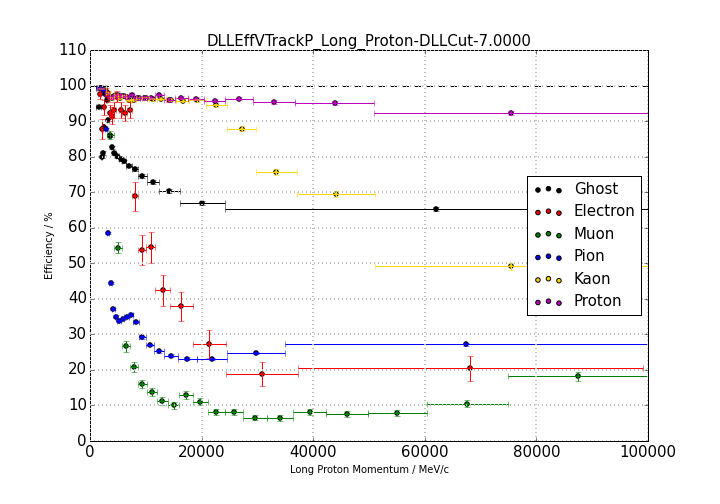 DLLEffVTrackP_Long_Proton-DLLCut-7.0000
110
100
90
80
70
60
50
40
30
20
10
0
Efficiency / %
Ghost
Electron
Muon
Pion
Kaon
Proton
0 20000 40000 60000 80000 100000
Long Proton Momentum / MeV/c